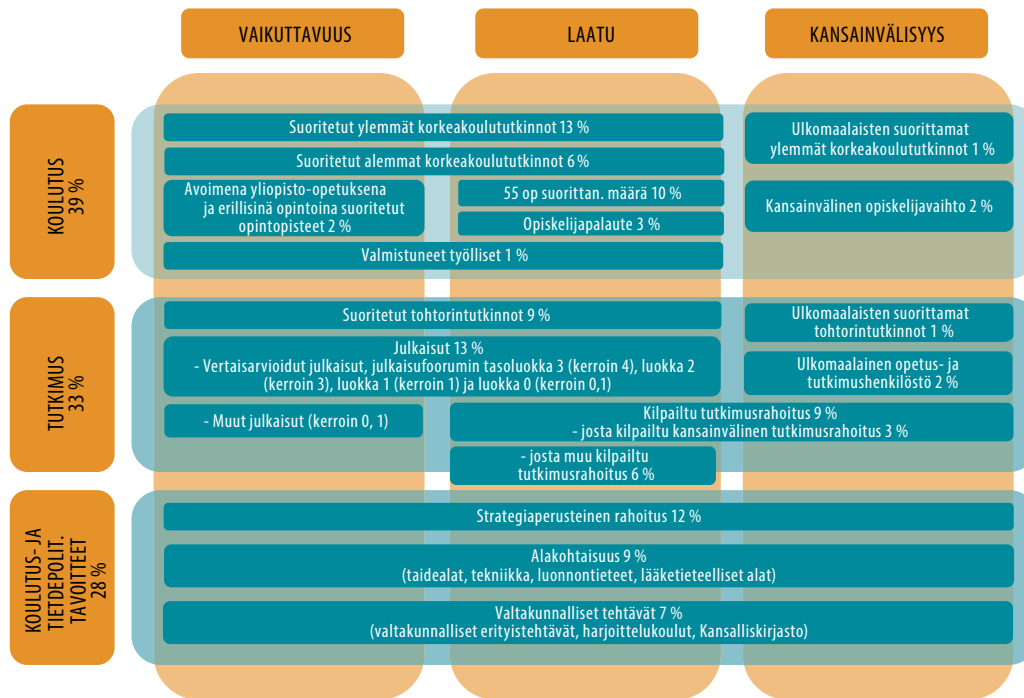 VAIKUTTAVUUS
LAATU
KANSAINVÄLISYYS
KOULUTUS
39 %
Suoritetut ylemmät korkeakoulututkinnot 13 %
Suoritetut alemmat korkeakoulututkinnot 6 %
Avoimena yliopisto-opetuksena
ja erillisinä opintoina suoritetut
opintopisteet 2 %
55 op suorittan. määrä 10 %
Opiskelijapalaute 3 %
Valmistuneet työlliset 1 %
Ulkomaalaisten suorittamat
ylemmät korkeakoulututkinnot 1 %
Kansainvälinen opiskelijavaihto 2 %
TUTKIMUS
33 %
Suoritetut tohtorintutkinnot 9 %
Julkaisut 13 %
- Vertaisarvioidut julkaisut, julkaisufoorumin tasoluokka 3 (kerroin 4), luokka 2
(kerroin 3), luokka 1 (kerroin 1) ja luokka 0 (kerroin 0,1)
- Muut julkaisut (kerroin 0, 1)
Ulkomaalaisten suorittamat
tohtorintutkinnot 1 %
Ulkomaalainen opetus- ja
tutkimushenkilöstö 2 %
Kilpailtu tutkimusrahoitus 9 %
- josta kilpailtu kansainvälinen tutkimusrahoitus 3 %
- josta muu kilpailtu
tutkimusrahoitus 6 %
KOULUTUS- JA
TIETDEPOLIT.
TAVOITTEET
28 %
Strategiaperusteinen rahoitus 12 %
Alakohtaisuus 9 %
(taidealat, tekniikka, luonnontieteet, lääketieteelliset alat)
Valtakunnalliset tehtävät 7 %
(valtakunnalliset erityistehtävät, harjoittelukoulut, Kansalliskirjasto)